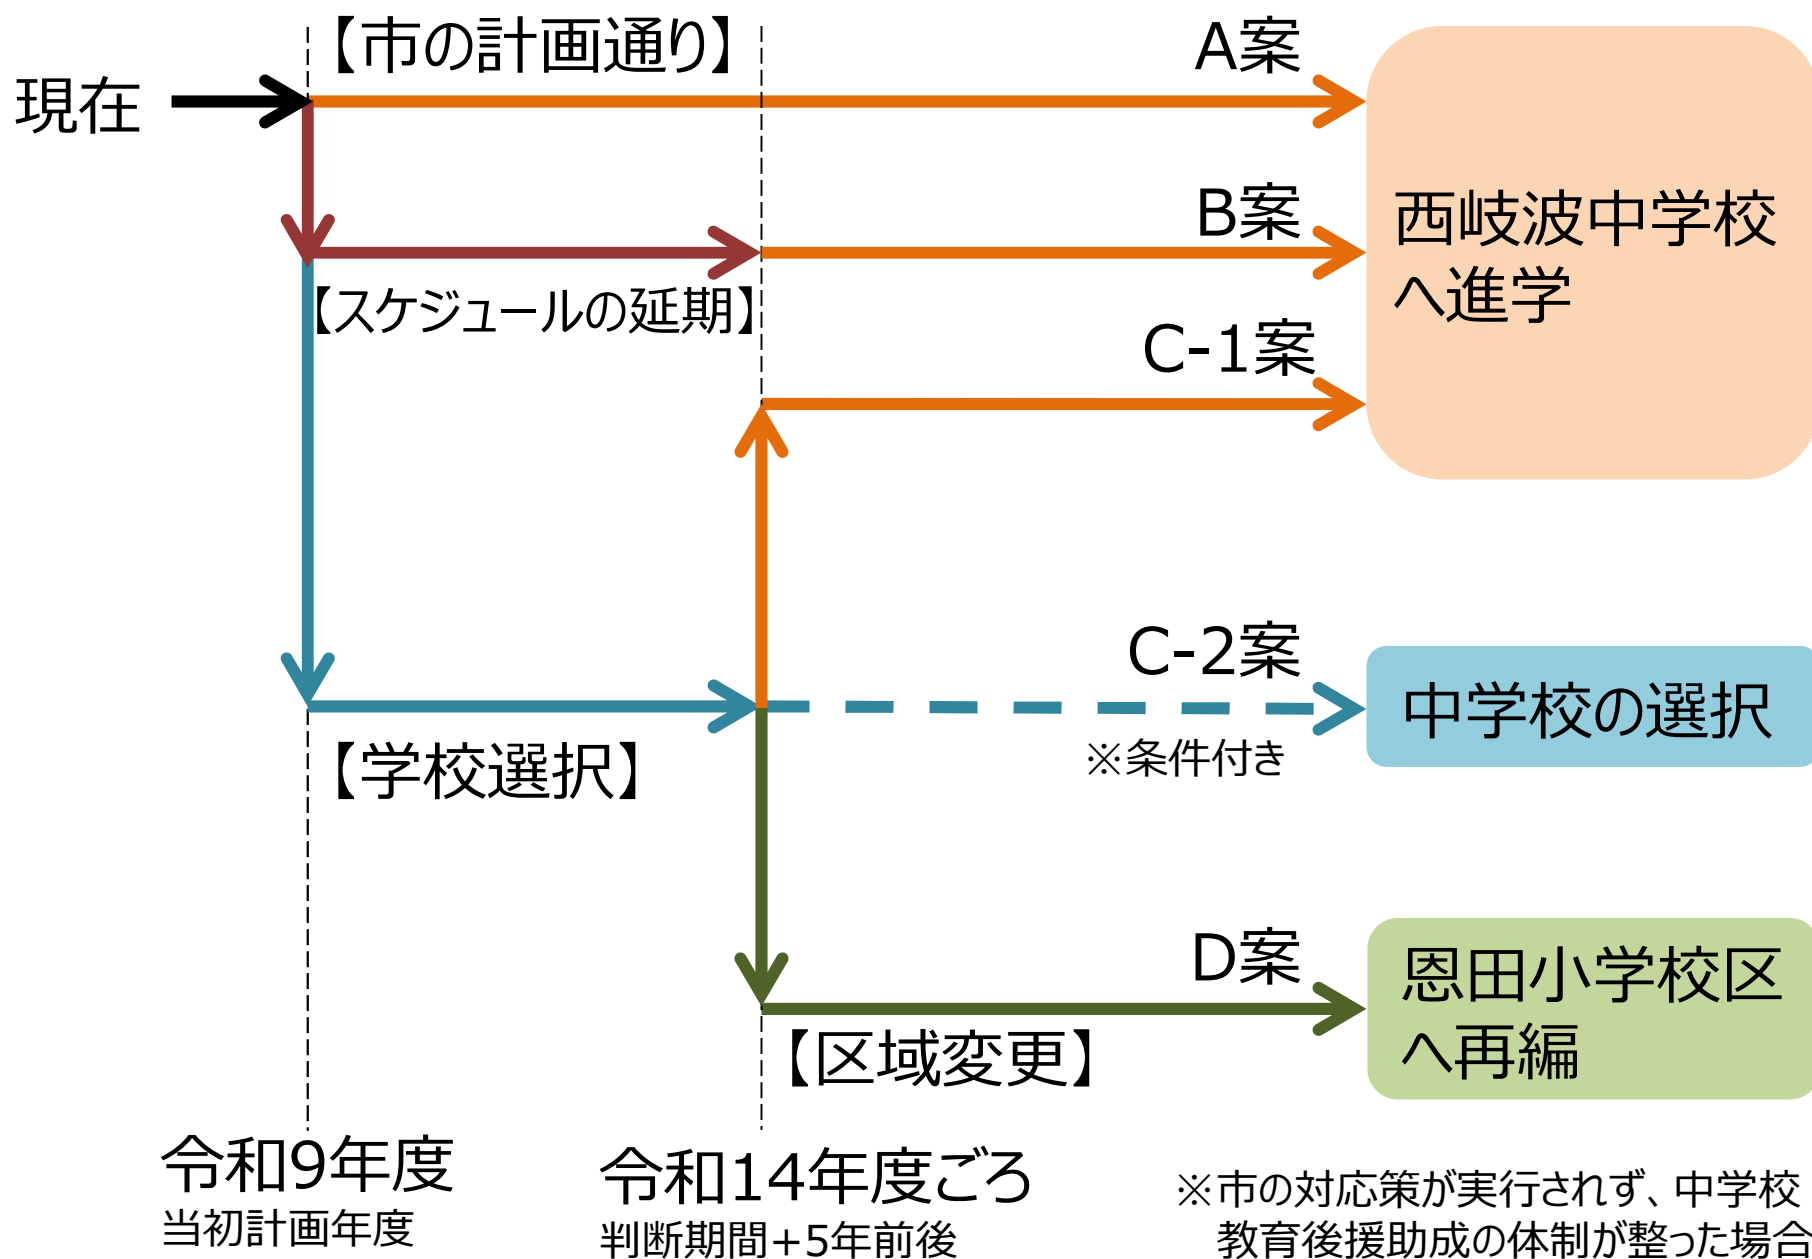 【市の計画通り】
A案
現在
B案
西岐波中学校
へ進学
【スケジュールの延期】
C-1案
C-2案
中学校の選択
※条件付き
【学校選択】
D案
恩田小学校区
へ再編
【区域変更】
令和9年度
当初計画年度
令和14年度ごろ
判断期間+5年前後
※市の対応策が実行されず、中学校
教育後援助成の体制が整った場合